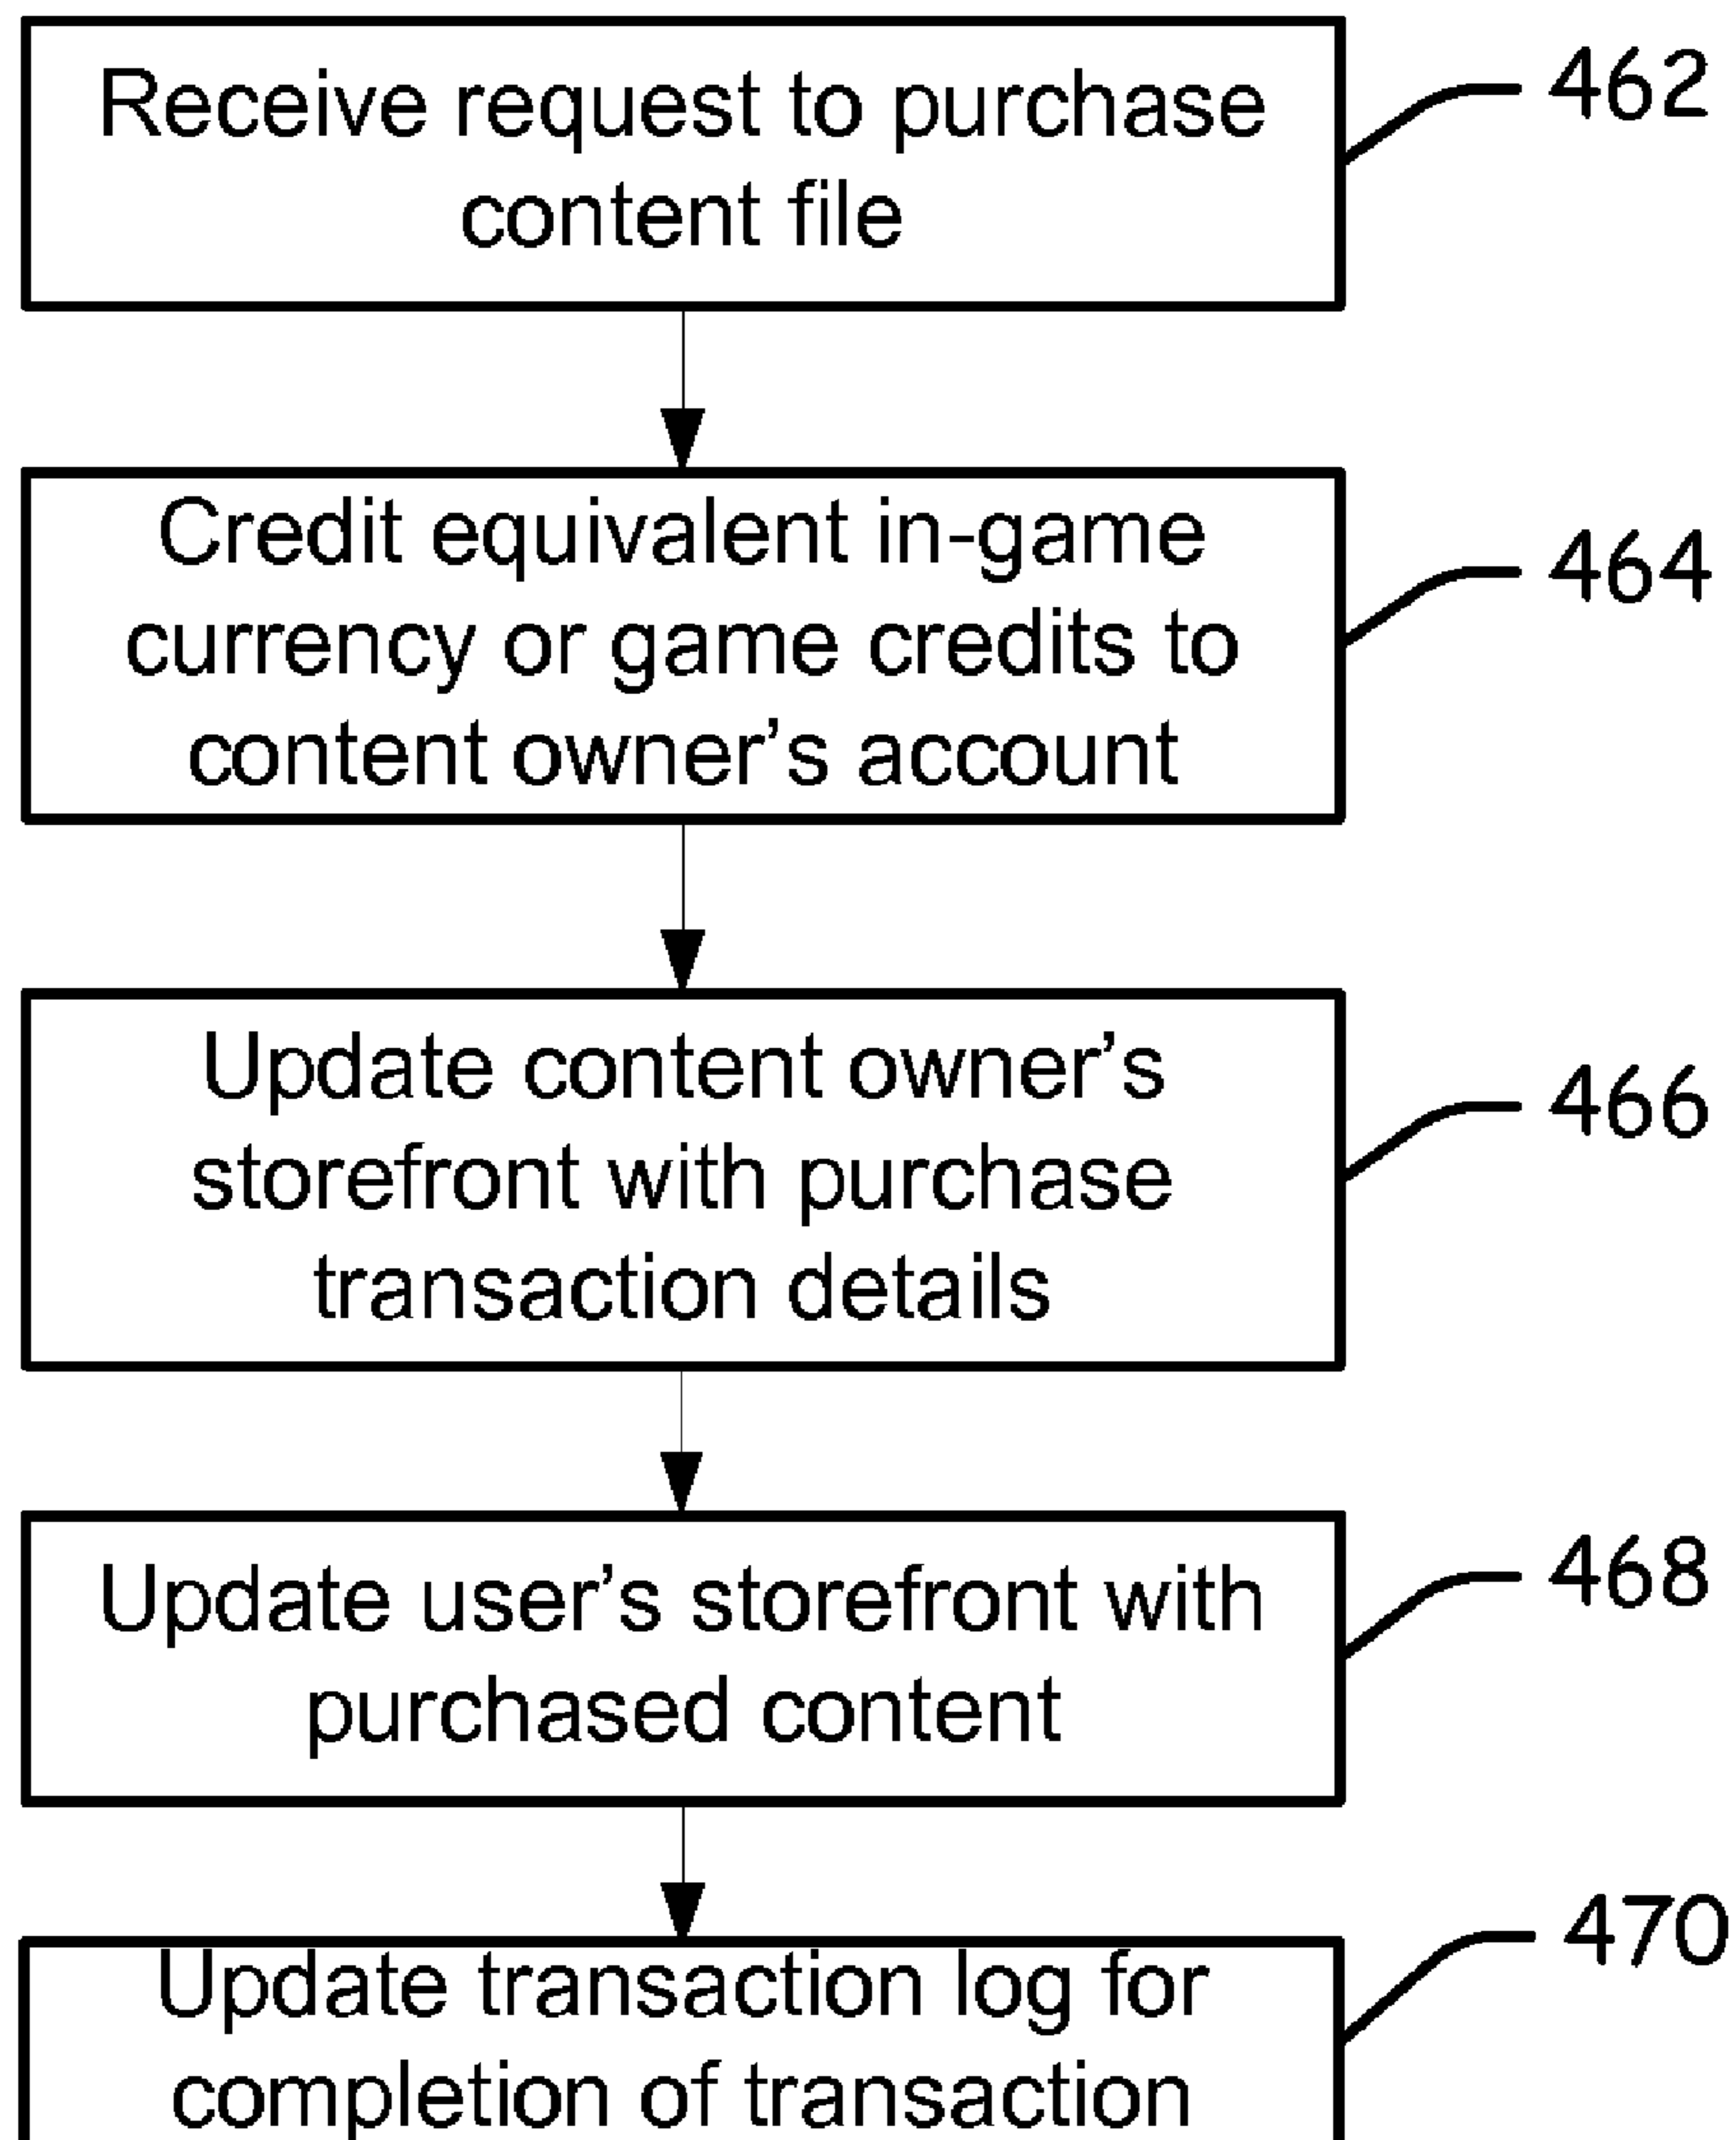 Receive request to purchase
content file
462
Credit equivalent in-game
currency or game credits to
content owner's account
464
Update content owner's
storefront with purchase
transaction details
466
Update user's storefront with
purchased content
468
Update transaction log for
completion of transaction
470